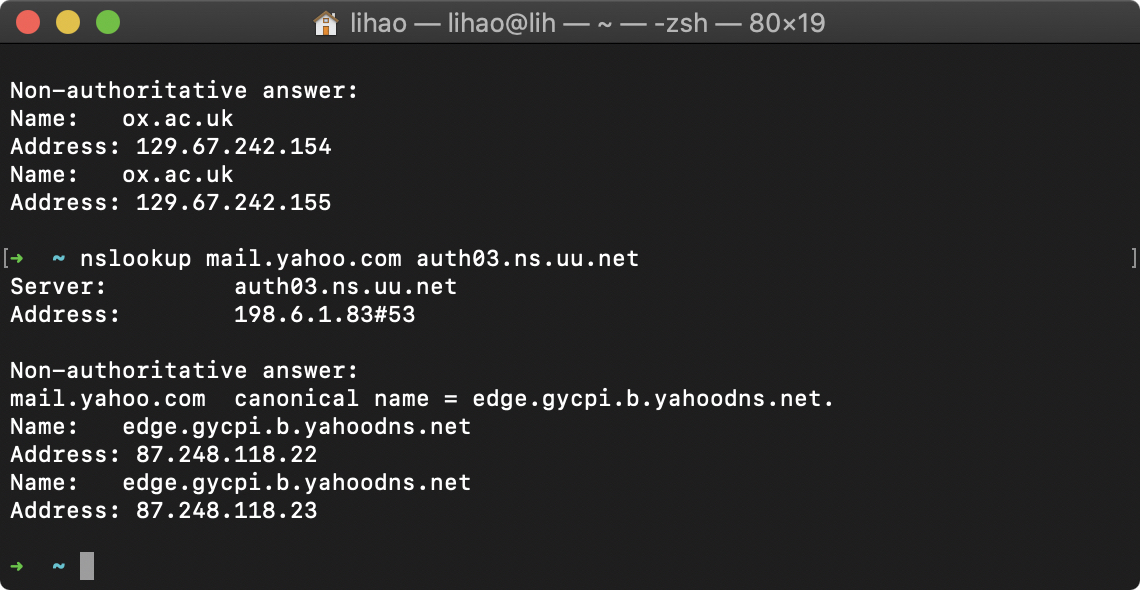 lihao — lihao@lih — ~ — -zsh — 80×19
Non-authoritative answer:
Name:   ox.ac.uk
Address: 129.67.242.154
Name:   ox.ac.uk
Address: 129.67.242.155
[➜  ~ nslookup mail.yahoo.com auth03.ns.uu.net ]
Server:         auth03.ns.uu.net
Address:        198.6.1.83#53
Non-authoritative answer:
mail.yahoo.com  canonical name = edge.gycpi.b.yahoodns.net.
Name:   edge.gycpi.b.yahoodns.net
Address: 87.248.118.22
Name:   edge.gycpi.b.yahoodns.net
Address: 87.248.118.23
➜  ~